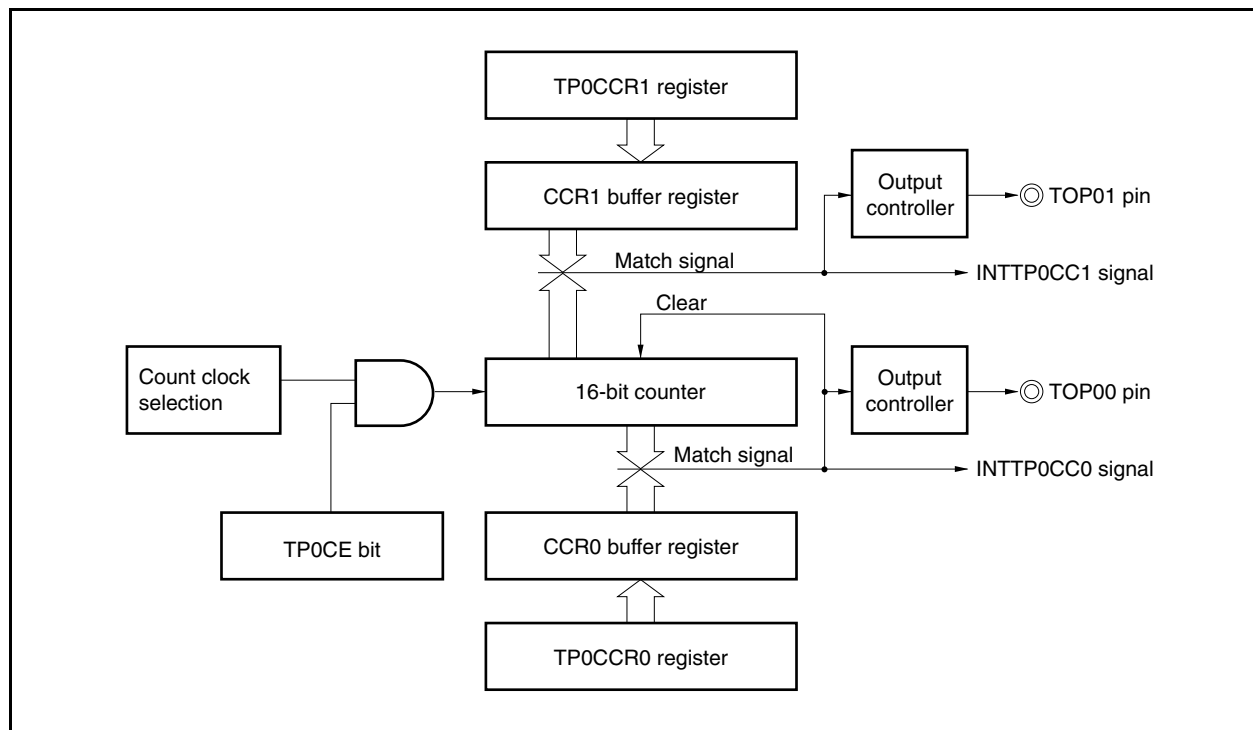 TP0CCR1 register
CCR1 buffer register
Output
controller
TOP01 pin
Match signal
INTTP0CC1 signal
Clear
Count clock
selection
16-bit counter
Output
controller
TOP00 pin
Match signal
INTTP0CC0 signal
TP0CE bit
CCR0 buffer register
TP0CCR0 register